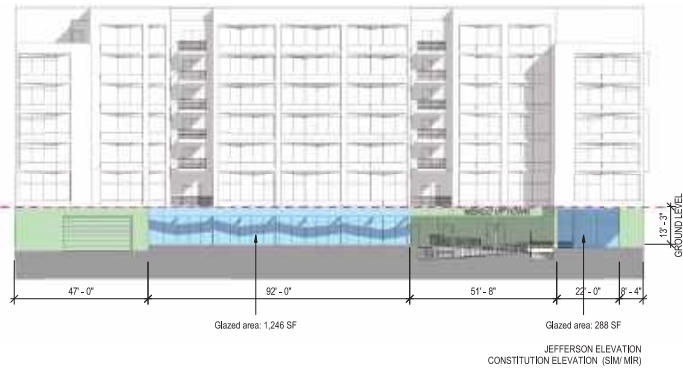 13' - 3"
GROUND LEVEL
47' - 0"
92' - 0"
51' - 8"
22' - 0"
8' - 4"
Glazed area: 1,246 SF
Glazed area: 288 SF
JEFFERSON ELEVATION
CONSTITUTION ELEVATION (SIM/ MIR)